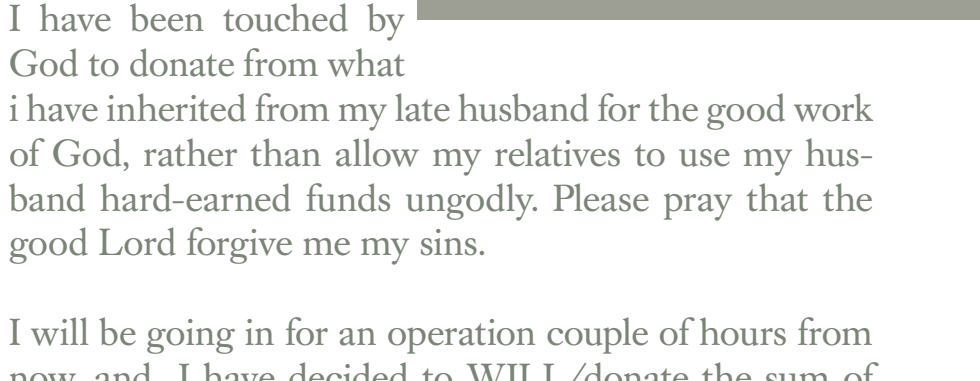 I have been touched by
God to donate from what
i have inherited from my late husband for the good work
of God, rather than allow my relatives to use my hus-
band hard-earned funds ungodly. Please pray that the
good Lord forgive me my sins.
I will be going in for an operation couple of hours from
now, and I have decided to WILL/donate the sum of